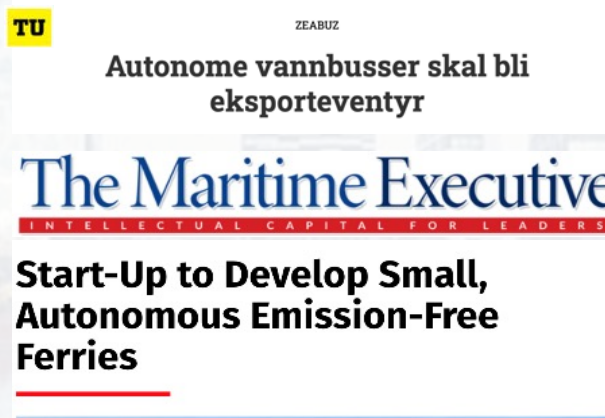 TU
ZEABUZ
Autonome vannbusser skal bli
eksporteventyr
The Maritime Executive
INTELLECTUAL CAPITAL FOR LEADERS
Start-Up to Develop Small,
Autonomous Emission-Free
Ferries